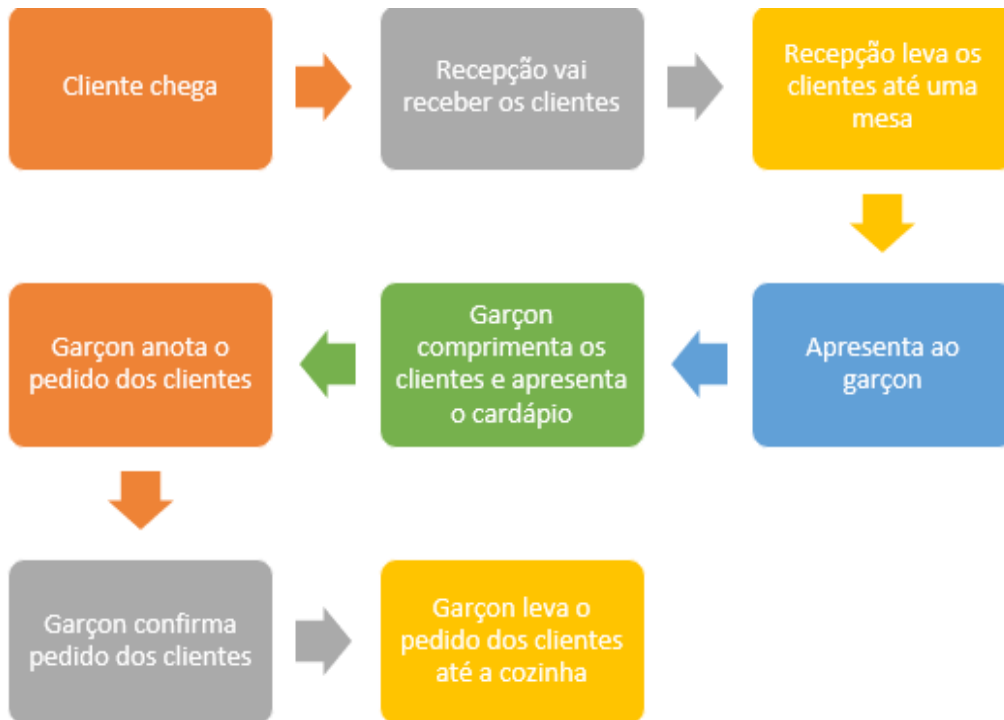 Cliente chega
Recepção vai
receber os clientes
Recepção leva os
clientes até uma
mesa
Apresenta ao
garçon
Garçon
comprimenta os
clientes e apresenta
o cardápio
Garçon anota o
pedido dos clientes
Garçon confirma
pedido dos clientes
Garçon leva o
pedido dos clientes
até a cozinha